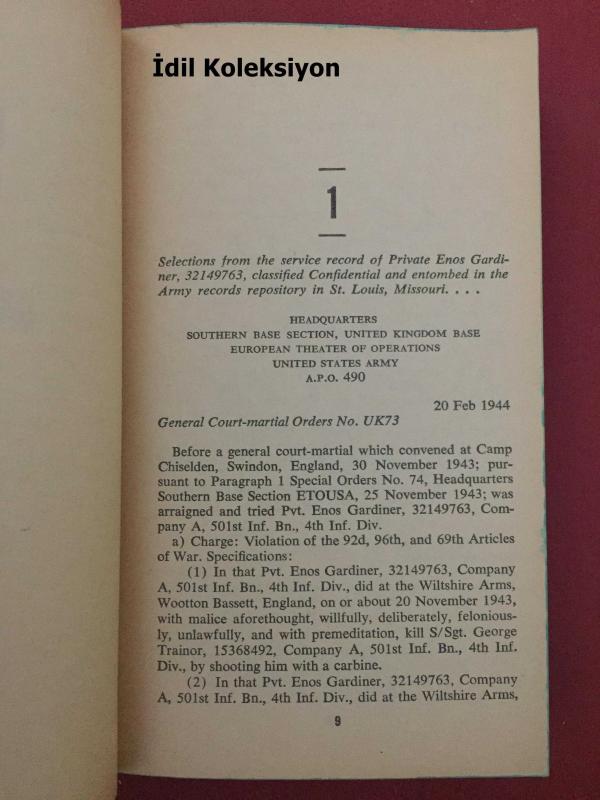 İdil Koleksiyon
1
Selections from the service record of Private Enos Gardi-
ner, 32149763, classified Confidential and entombed in the
Army records repository in St. Louis, Missouri. . . .
HEADQUARTERS
SOUTHERN BASE SECTION, UNITED KINGDOM BASE
EUROPEAN THEATER OF OPERATIONS
UNITED STATES ARMY
A.P.O. 490
20 Feb 1944
General Court-martial Orders No. UK73
Before a general court-martial which convened at Camp
Chiselden, Swindon, England, 30 November 1943; pur-
suant to Paragraph 1 Special Orders No. 74, Headquarters
Southern Base Section ETOUSA, 25 November 1943; was
arraigned and tried Pvt. Enos Gardiner, 32149763, Com-
pany A, 501st Inf. Bn., 4th Inf. Div.
a) Charge: Violation of the 92d, 96th, and 69th Articles
of War. Specifications:
(1) In that Pvt. Enos Gardiner, 32149763, Company
A, 501st Inf. Bn., 4th Inf. Div., did at the Wiltshire Arms,
Wootton Bassett, England, on or about 20 November 1943,
with malice aforethought, willfully, deliberately, felonious-
ly, unlawfully, and with premeditation, kill S/Sgt. George
Trainor, 15368492, Company A, 501st Inf. Bn., 4th Inf.
Div., by shooting him with a carbine.
(2) In that Pvt. Enos Gardiner, 32149763, Company
A, 501st Inf. Bn., 4th Inf. Div., did at the Wiltshire Arms,
9